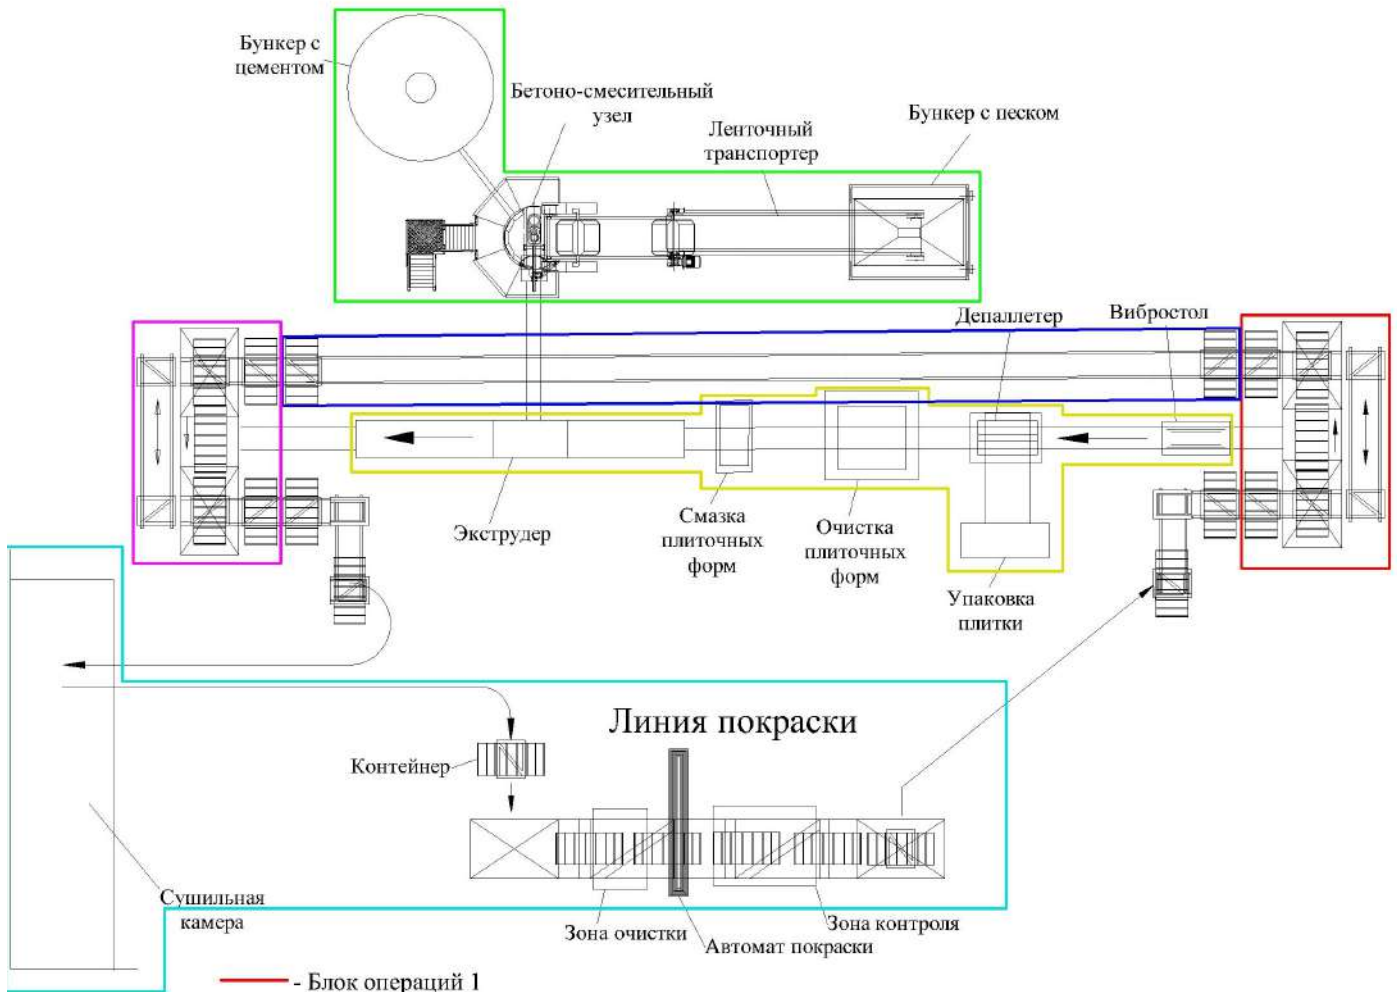 Бункер с
цементом
Бетоно-смесительный
узел
Ленточный
транспортер
Бункер с песком
Депаллетер
Вибростол
Экструдер
Смазка
плиточных
форм
Очистка
плиточных
форм
Упаковка
плитки
Линия покраски
Контейнер
Сушильная
камера
Зона очистки
Автомат покраски
Зона контроля
- Блок операций 1